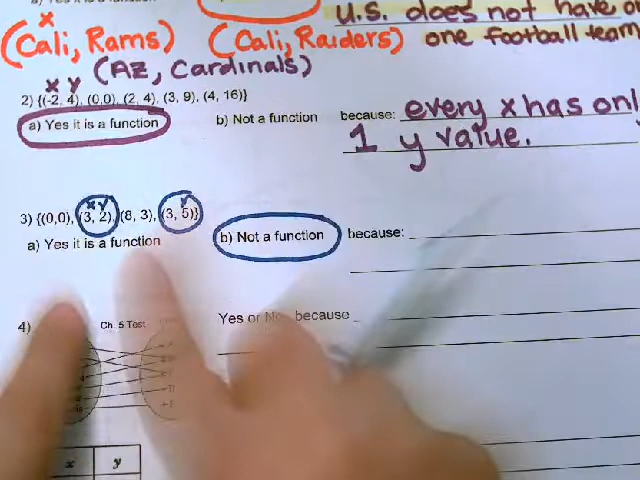 x U.S. does not have
(Cali, Rams) (Cali, Raiders) one football team
(AZ, Cardinals)
x y
2) {(-2, 4), (0,0), (2, 4), (3, 9), (4, 16)}
a) Yes it is a function b) Not a function because: every x has onl
1 y value.
x y y
3) {(0,0), (3, 2), (8, 3), (3, 5)}
a) Yes it is a function b) Not a function because:
4) Ch. 5 Test Yes or because
x y